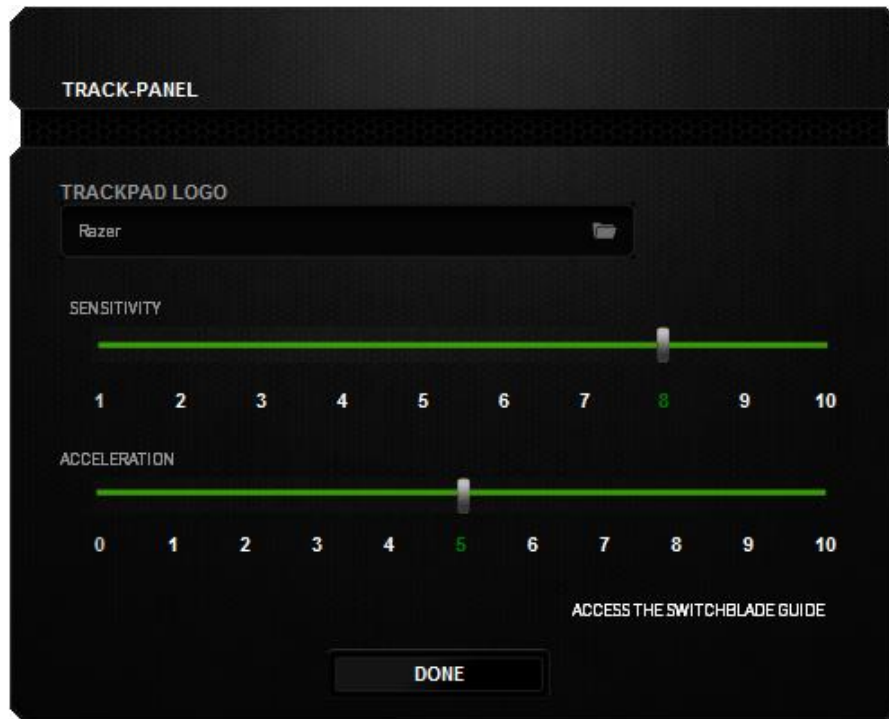 TRACK-PANEL
TRACKPAD LOGO
Razer
SENSITIVITY
1 2 3 4 5 6 7 8 9 10
ACCELERATION
0 1 2 3 4 5 6 7 8 9 10
ACCESS THE SWITCHBLADE GUIDE
DONE